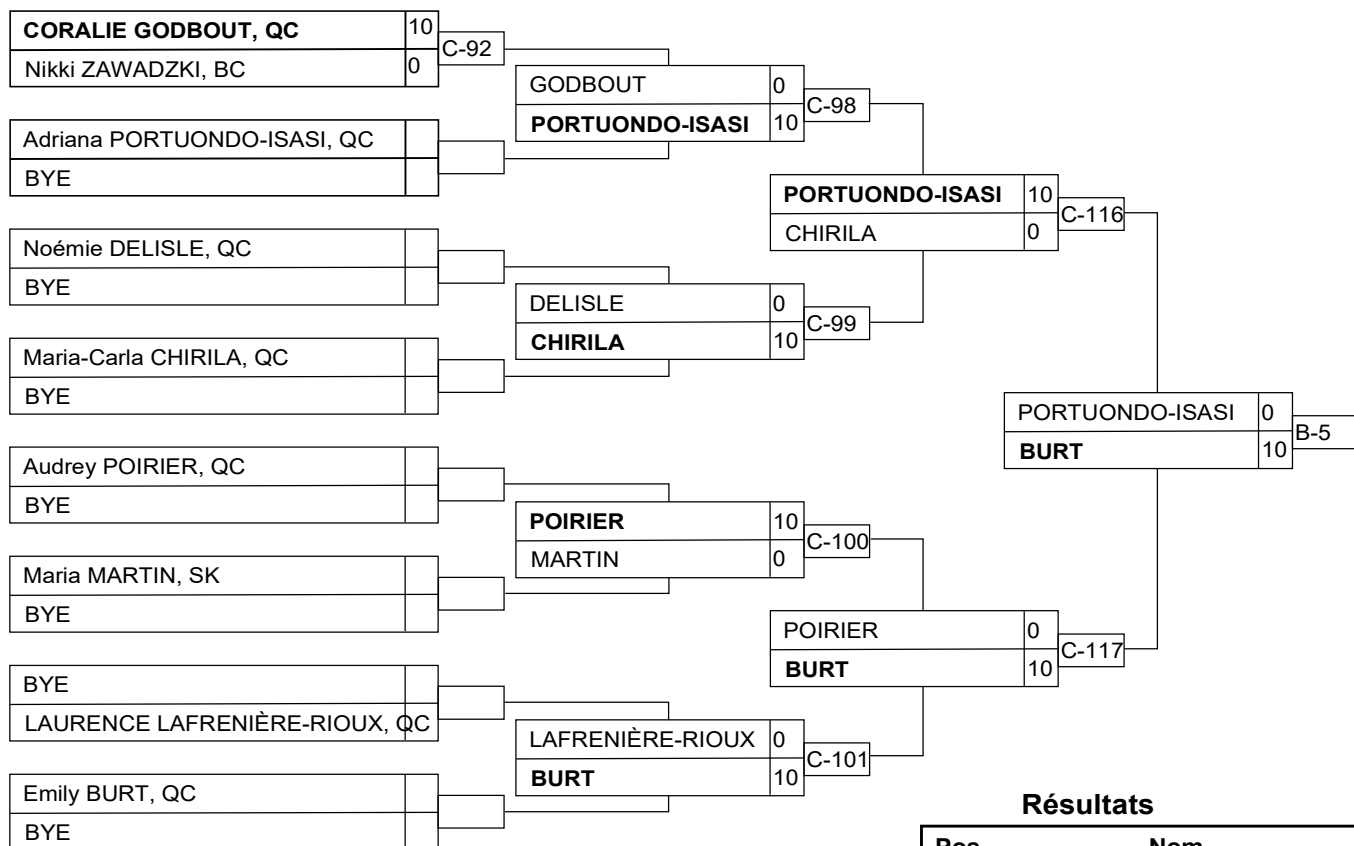 CORALIE GODBOUT, QC 10
Nikki ZAWADZKI, BC 0
C-92
Adriana PORTUONDO-ISASI, QC
BYE
GODBOUT 0
PORTUONDO-ISASI 10
C-98
Noémie DELISLE, QC
BYE
Maria-Carla CHIRILA, QC
BYE
DELISLE 0
CHIRILA 10
C-99
PORTUONDO-ISASI 10
CHIRILA 0
C-116
Audrey POIRIER, QC
BYE
Maria MARTIN, SK
BYE
POIRIER 10
MARTIN 0
C-100
BYE
LAURENCE LAFRENIÈRE-RIOUX, QC
Emily BURT, QC
BYE
LAFRENIÈRE-RIOUX 0
BURT 10
C-101
POIRIER 0
BURT 10
C-117
PORTUONDO-ISASI 0
BURT 10
B-5
Résultats
Pos Nom